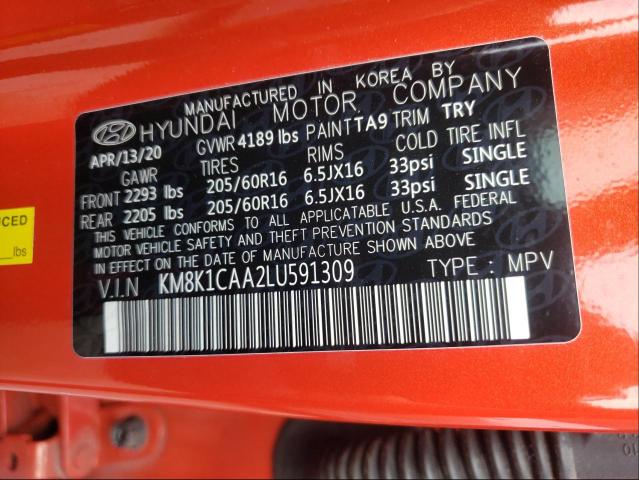 MANUFACTURED IN KOREA BY
HYUNDAI MOTOR COMPANY
APR/13/20 GVWR 4189 lbs PAINT TA9 TRIM TRY
GAWR TIRES RIMS COLD TIRE INFL
FRONT 2293 lbs 205/60R16 6.5JX16 33psi SINGLE
REAR 2205 lbs 205/60R16 6.5JX16 33psi SINGLE
THIS VEHICLE CONFORMS TO ALL APPLICATABLE U.S.A. FEDERAL
MOTOR VEHICLE SAFETY AND THEFT PREVENTION STANDARDS
IN EFFECT ON THE DATE OF MANUFACTURE SHOWN ABOVE
V.I.N KM8K1CAA2LU591309 TYPE : MPV
UCED
lbs